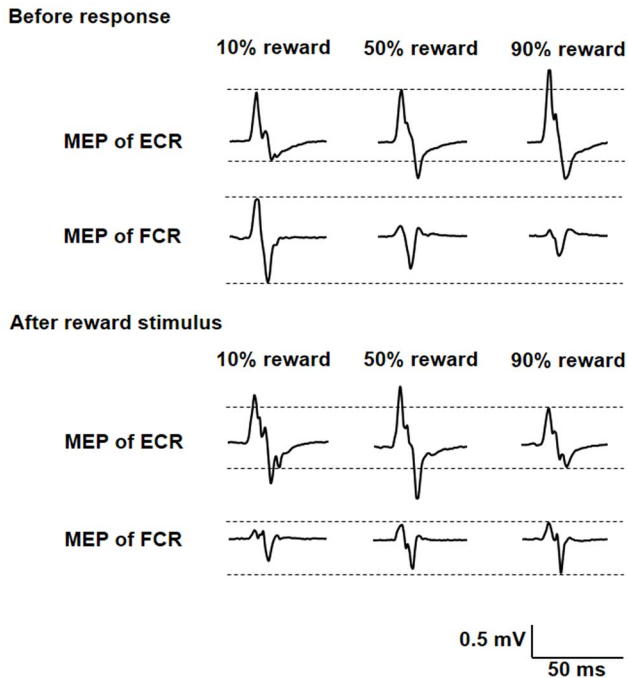 Before response
10% reward 50% reward 90% reward
MEP of ECR
MEP of FCR
After reward stimulus
10% reward 50% reward 90% reward
MEP of ECR
MEP of FCR
0.5 mV
50 ms